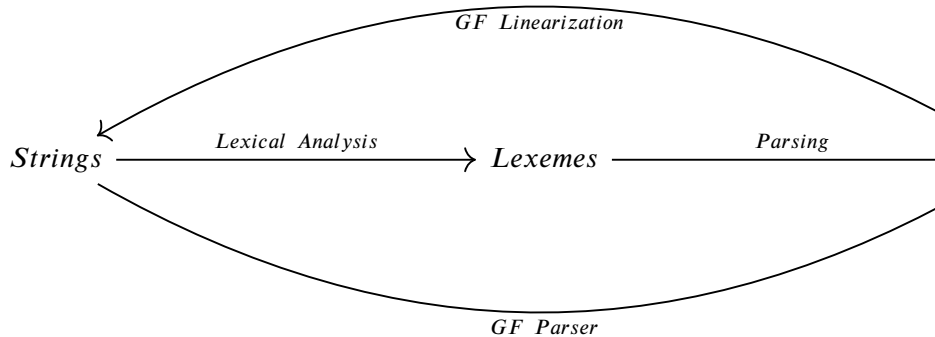 GF Linearization
Lexical Analysis
Parsing
Strings
Lexemes
GF Parser